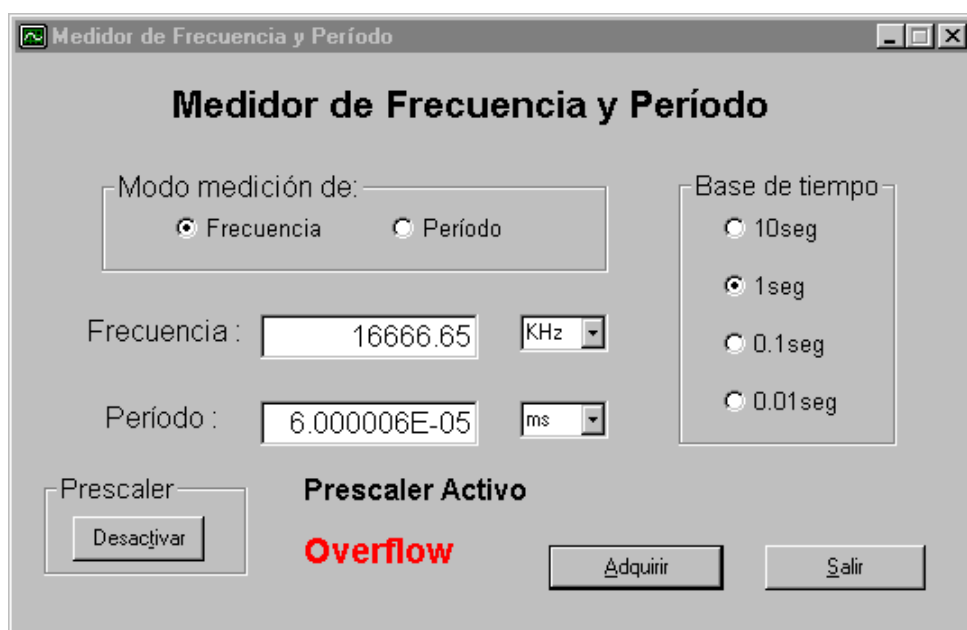 Medidor de Frecuencia y Período
Medidor de Frecuencia y Período
Modo medición de:
Frecuencia Período
Base de tiempo
10seg
1seg
0.1seg
0.01seg
Frecuencia : 16666.65 KHz
Período : 6.000006E-05 ms
Prescaler
Desactivar
Prescaler Activo
Overflow
Adquirir
Salir